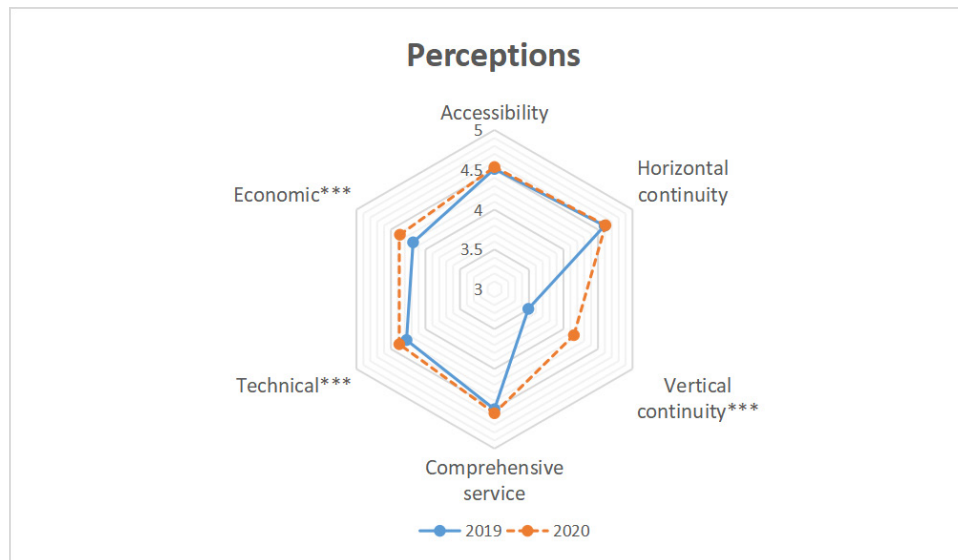 Perceptions
Accessibility
5
4.5
4
3.5
3
Horizontal
continuity
Economic***
Technical***
Vertical
continuity***
Comprehensive
service
2019 2020